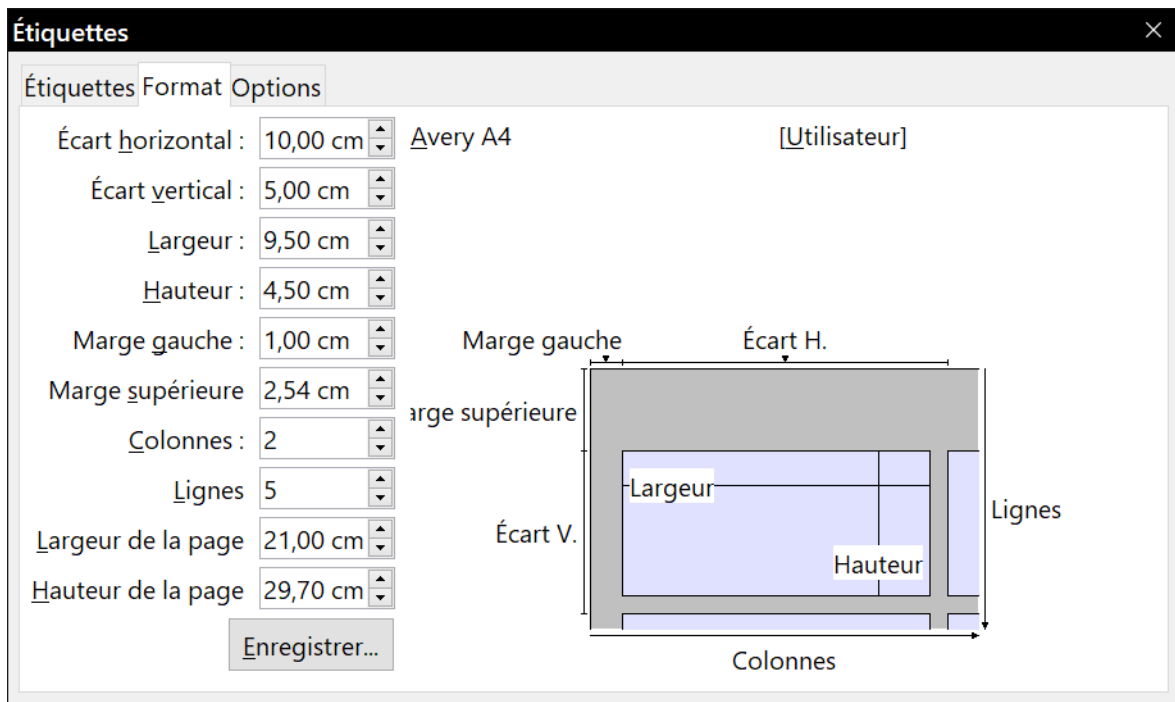 Étiquettes
Étiquettes Format Options
Écart horizontal : 10,00 cm Avery A4 [Utilisateur]
Écart vertical : 5,00 cm
Largeur : 9,50 cm
Hauteur : 4,50 cm
Marge gauche : 1,00 cm Marge gauche Écart H.
Marge supérieure 2,54 cm
arge supérieure
Colonnes : 2
Lignes 5
Largeur
Lignes
Largeur de la page 21,00 cm
Écart V.
Hauteur
Hauteur de la page 29,70 cm
Enregistrer...
Colonnes